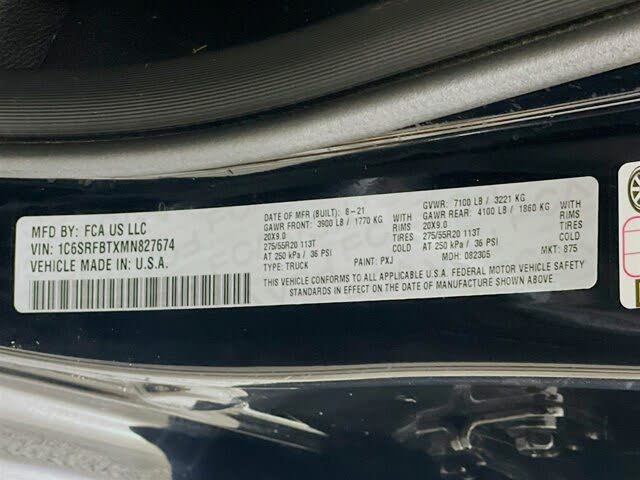 MFD BY: FCA US LLC
VIN: 1C6SRFBTXMN827674
VEHICLE MADE IN: U.S.A.
DATE OF MFR (BUILT): 8-21 GVWR: 7100 LB / 3221 KG
GAWR FRONT: 3900 LB / 1770 KG WITH GAWR REAR: 4100 LB / 1860 KG WITH
20X9.0 RIMS 20X9.0 RIMS
275/55R20 113T TIRES 275/55R20 113T TIRES
AT 250 kPa / 36 PSI COLD AT 250 kPa / 36 PSI COLD
TYPE: TRUCK PAINT: PXJ MDH: 082305 MKT: 875
THIS VEHICLE CONFORMS TO ALL APPLICABLE U.S.A. FEDERAL MOTOR VEHICLE SAFETY
STANDARDS IN EFFECT ON THE DATE OF MANUFACTURE SHOWN ABOVE.